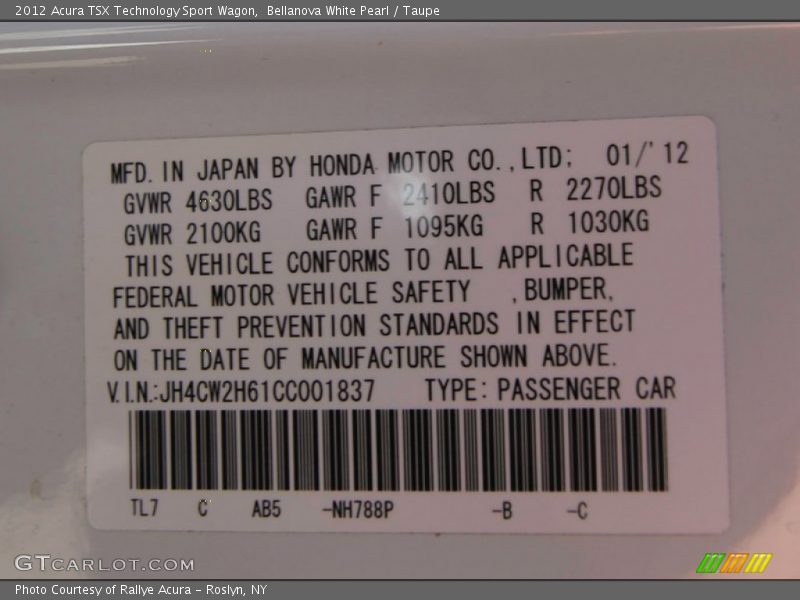 2012 Acura TSX Technology Sport Wagon,  Bellanova White Pearl / Taupe
MFD. IN JAPAN BY HONDA MOTOR CO., LTD; 01/'12
GVWR 4630LBS GAWR F 2410LBS R 2270LBS
GVWR 2100KG GAWR F 1095KG R 1030KG
THIS VEHICLE CONFORMS TO ALL APPLICABLE
FEDERAL MOTOR VEHICLE SAFETY , BUMPER,
AND THEFT PREVENTION STANDARDS IN EFFECT
ON THE DATE OF MANUFACTURE SHOWN ABOVE.
V.I.N.:JH4CW2H61CC001837 TYPE: PASSENGER CAR
TL7 C AB5 -NH788P -B -C
GTCARLOT.COM
Photo Courtesy of Rallye Acura – Roslyn, NY